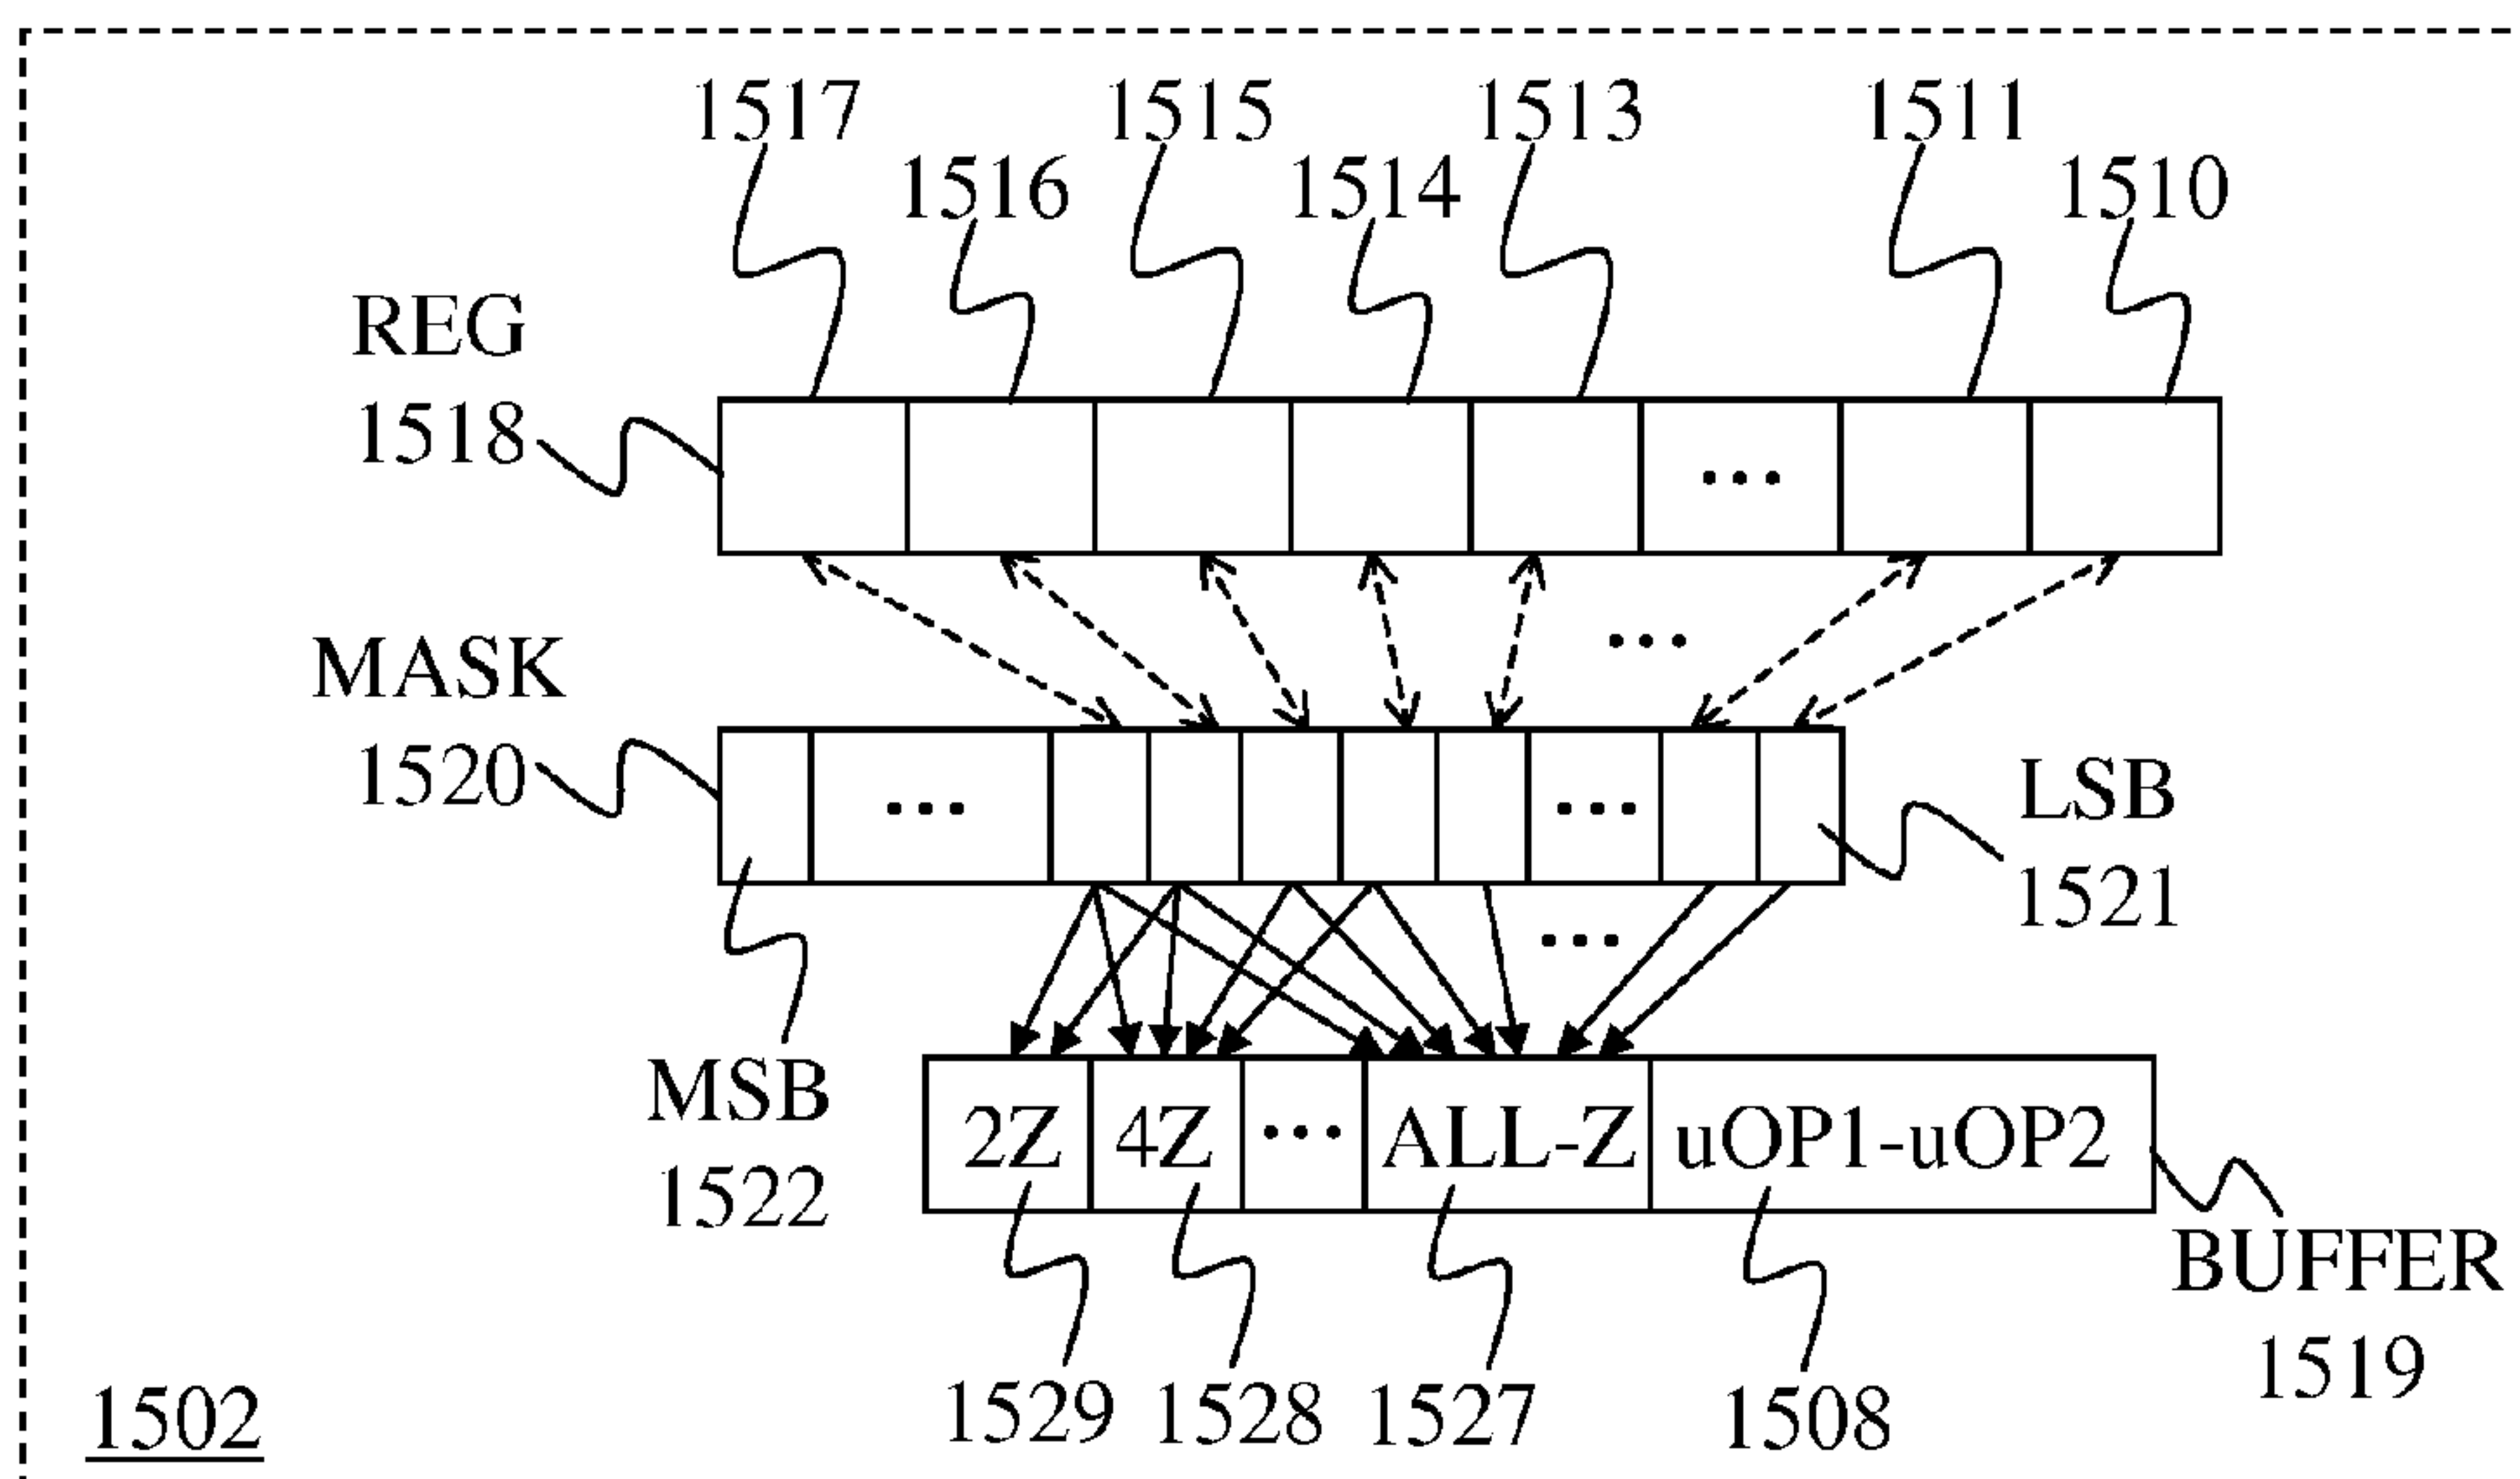 1517 1515 1513 1511
1516 1514 1510
REG
1518
...
...
MASK
1520
... ...
LSB
1521
...
MSB
1522
2Z 4Z ... ALL-Z uOP1-uOP2
BUFFER
1519
1529 1528 1527 1508
1502